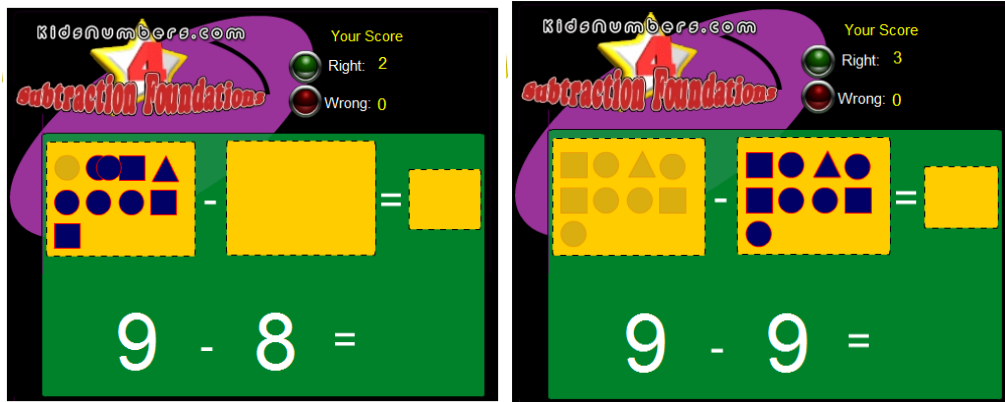 KidsNumbers.com
4
Subtraction Foundations
Your Score
Right: 2
Wrong: 0
- =
9 - 8 =
KidsNumbers.com
4
Subtraction Foundations
Your Score
Right: 3
Wrong: 0
- =
9 - 9 =